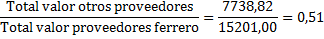 Total valor otros proveedores / Total valor proveedores ferrero = 7738,82 / 15201,00 = 0,51